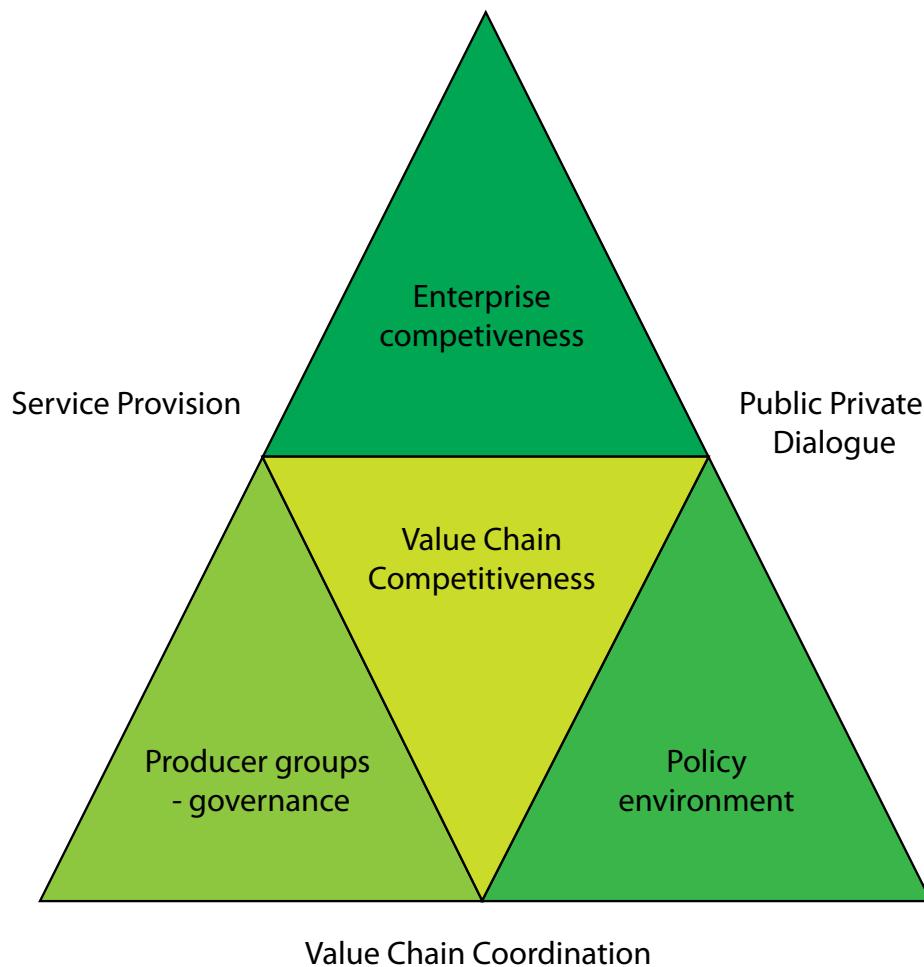 Enterprise
competiveness
Service Provision
Public Private
Dialogue
Value Chain
Competitiveness
Producer groups
- governance
Policy
environment
Value Chain Coordination